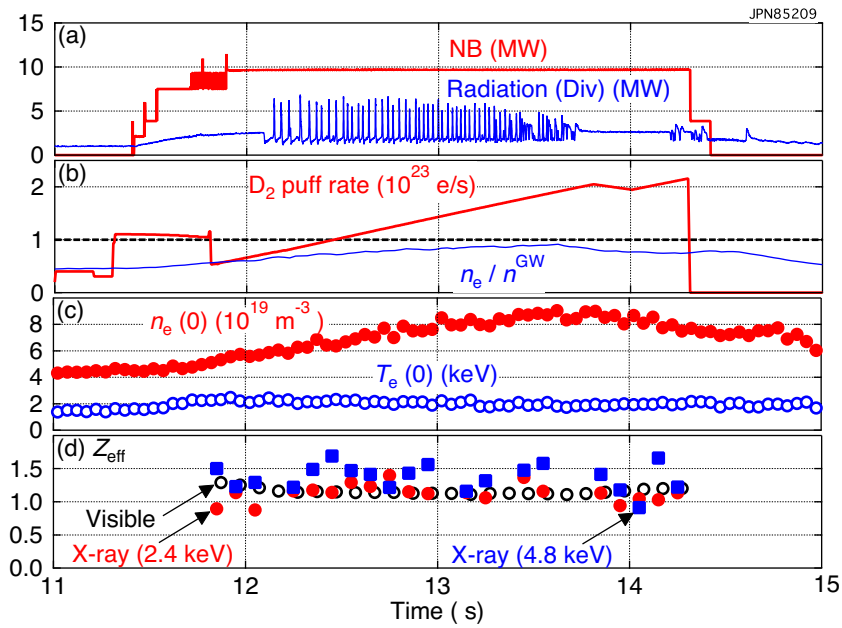 JPN85209
15
(a)
NB (MW)
10
Radiation (Div) (MW)
5
0
(b)
2
D2 puff rate (10^23 e/s)
1
ne / n^GW
0
(c)
ne (0) (10^19 m^-3)
8
6
Te (0) (keV)
4
2
0
(d)
Zeff
1.5
1.0
Visible
0.5
X-ray (2.4 keV)
X-ray (4.8 keV)
0.0
11 12 13 14 15
Time ( s)